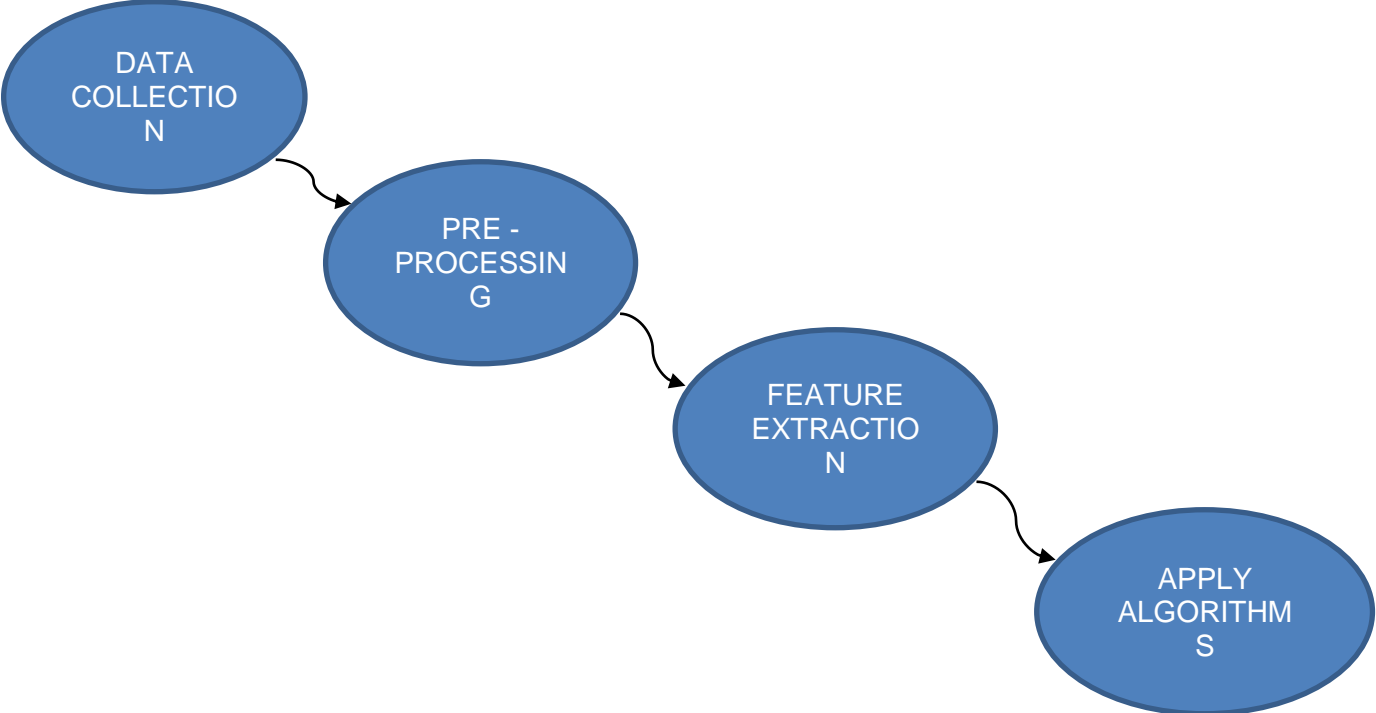 DATA
COLLECTIO
N
PRE -
PROCESSIN
G
FEATURE
EXTRACTIO
N
APPLY
ALGORITHM
S